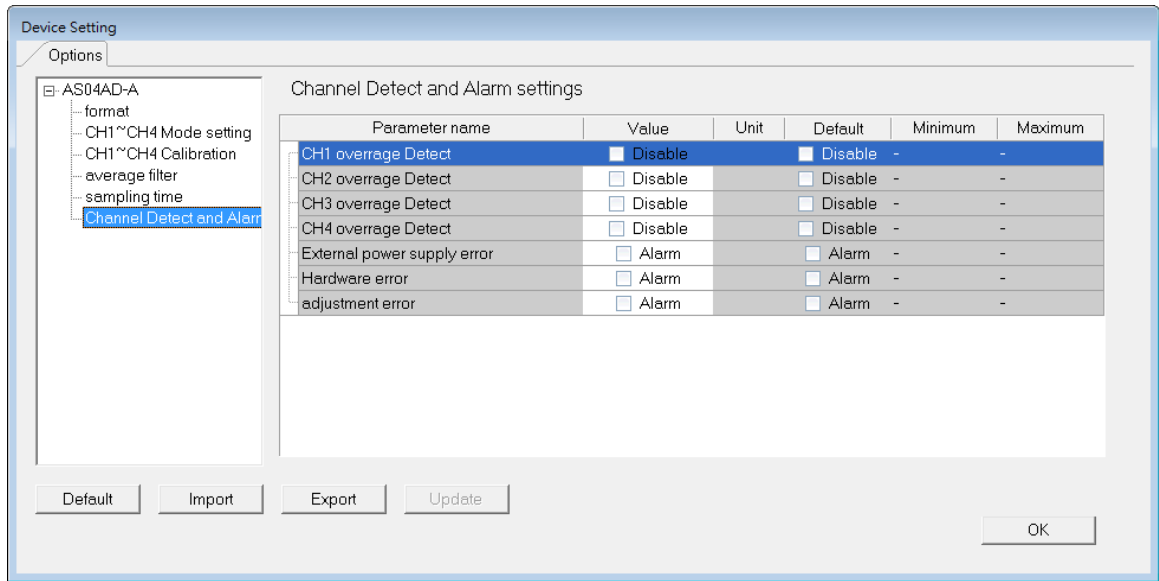 Device Setting
Options
AS04AD-A
format
CH1~CH4 Mode setting
CH1~CH4 Calibration
average filter
sampling time
Channel Detect and Alarr
Channel Detect and Alarm settings
Parameter name Value Unit Default Minimum Maximum
CH1 overrage Detect Disable Disable - -
CH2 overrage Detect Disable Disable - -
CH3 overrage Detect Disable Disable - -
CH4 overrage Detect Disable Disable - -
External power supply error Alarm Alarm - -
Hardware error Alarm Alarm - -
adjustment error Alarm Alarm - -
Default Import Export Update
OK